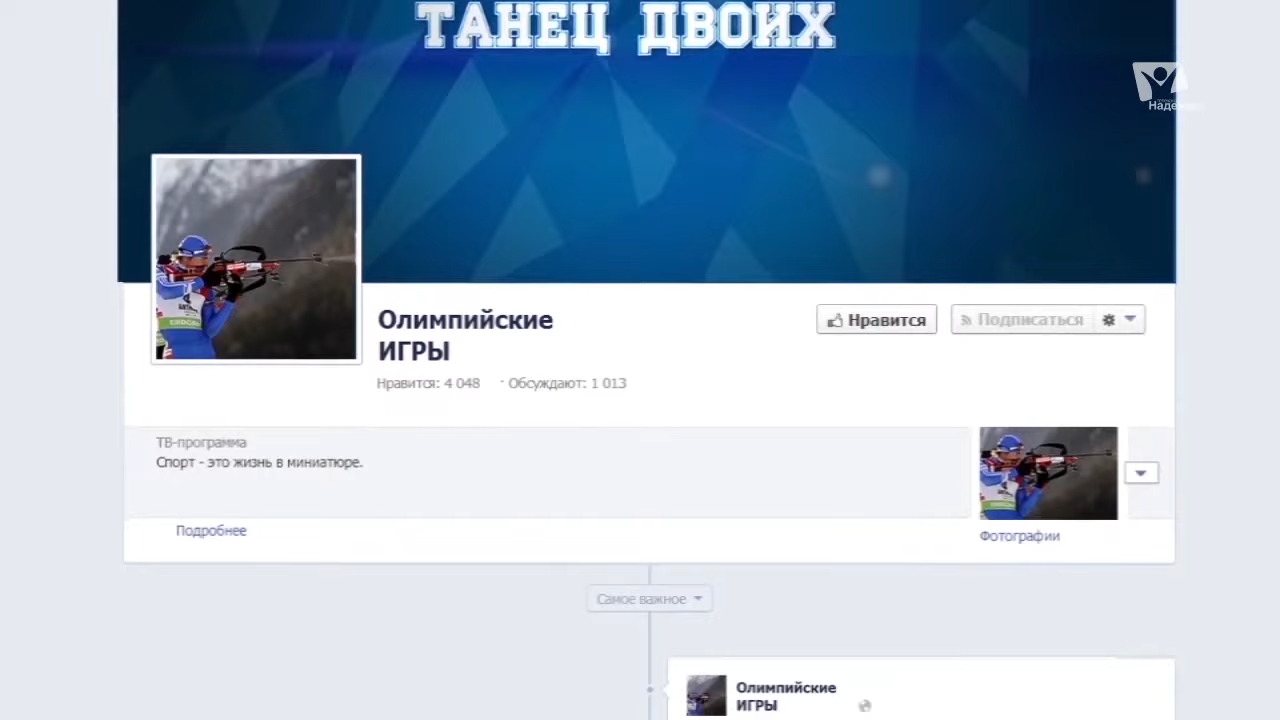 ТАНЕЦ ДВОИХ
Олимпийские
ИГРЫ
Нравится
Подписаться
Нравится: 4 048 · Обсуждают: 1 013
ТВ-программа
Спорт - это жизнь в миниатюре.
Подробнее
Фотографии
Самое важное
Олимпийские
ИГРЫ